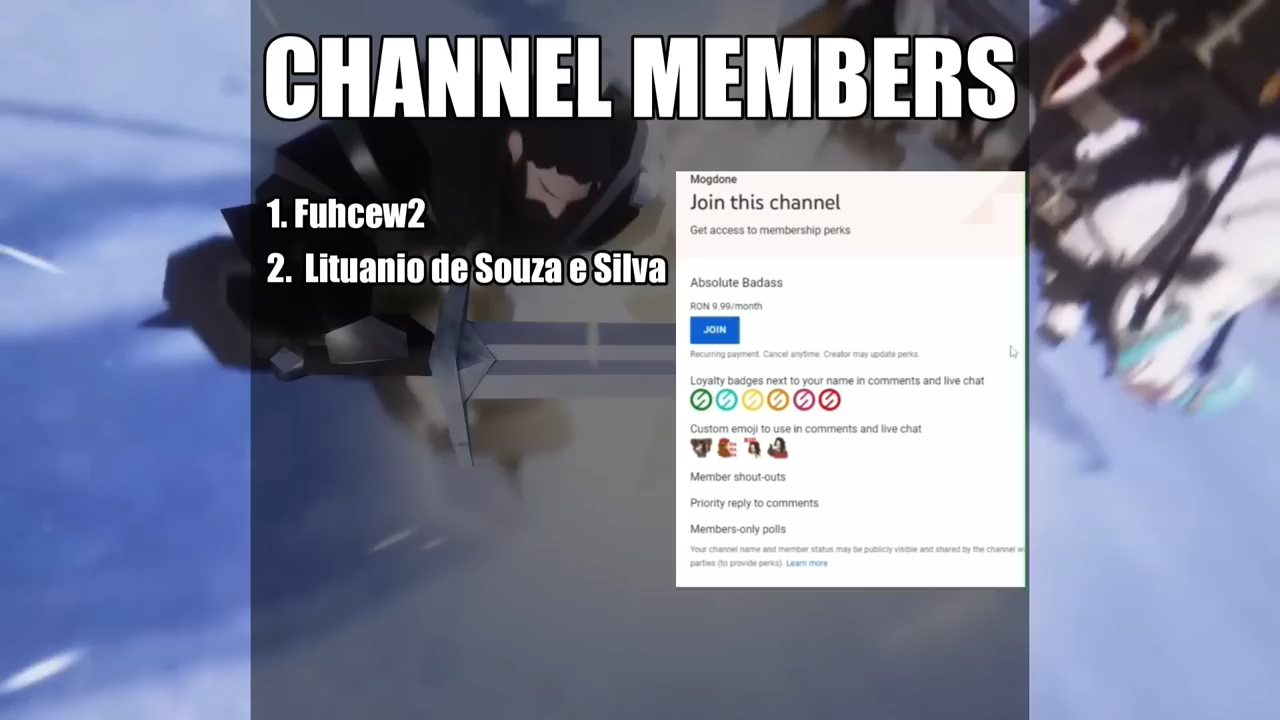 CHANNEL MEMBERS
1. Fuhcew2
2. Lituanio de Souza e Silva
Mogdone
Join this channel
Get access to membership perks
Absolute Badass
RON 9.99/month
JOIN
Recurring payment. Cancel anytime. Creator may update perks.
Loyalty badges next to your name in comments and live chat
Custom emoji to use in comments and live chat
Member shout-outs
Priority reply to comments
Members-only polls
Your channel name and member status may be publicly visible and shared by the channel
parties (to provide perks). Learn more